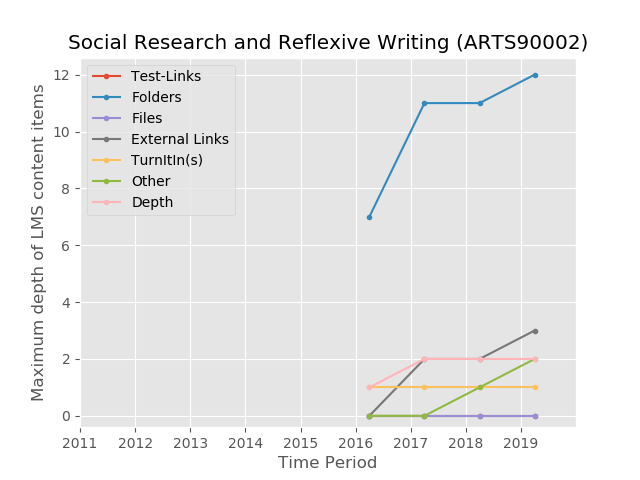 Social Research and Reflexive Writing (ARTS90002)
Maximum depth of LMS content items
12
10
8
6
4
2
0
Test-Links
Folders
Files
External Links
TurnItIn(s)
Other
Depth
2011 2012 2013 2014 2015 2016 2017 2018 2019
Time Period